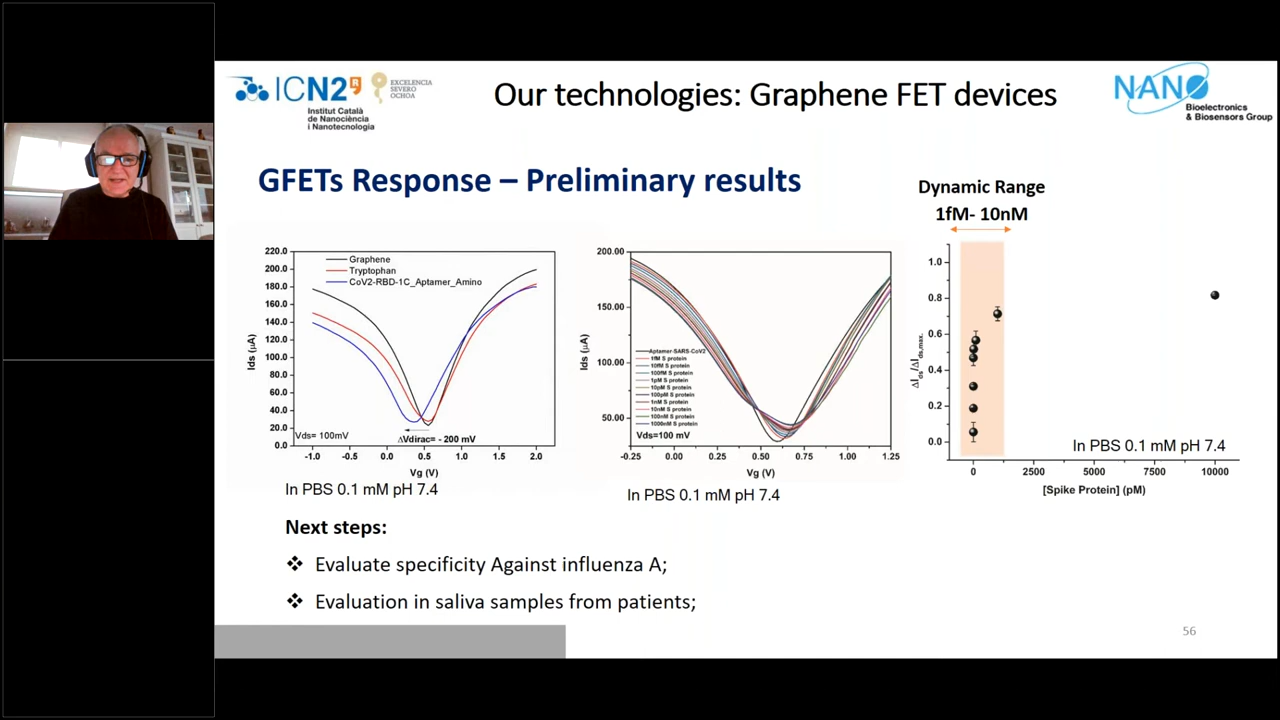 ICN2
EXCELENCIA
SEVERO
OCHOA
Institut Català
de Nanociència
i Nanotecnologia
Our technologies: Graphene FET devices
NANO
Bioelectronics
& Biosensors Group
GFETs Response – Preliminary results
Dynamic Range
1fM- 10nM
220.0
200.0
180.0
160.0
140.0
120.0
100.0
80.0
60.0
40.0
20.0
0.0
Ids (µA)
Graphene
Tryptophan
CoV2-RBD-1C_Aptamer_Amino
Vds= 100mV
ΔVdirac= - 200 mV
-1.0 -0.5 0.0 0.5 1.0 1.5 2.0
Vg (V)
In PBS 0.1 mM pH 7.4
200.00
150.00
100.00
50.00
Ids (µA)
Aptamer-SARS-CoV2
1fM S protein
10fM S protein
100fM S protein
1pM S protein
10pM S protein
100pM S protein
1nM S protein
10nM S protein
100nM S protein
1000nM S protein
Vds=100 mV
-0.25 0.00 0.25 0.50 0.75 1.00 1.25
Vg (V)
In PBS 0.1 mM pH 7.4
1.0
0.8
0.6
0.4
0.2
0.0
ΔIds/ΔIds,max.
In PBS 0.1 mM pH 7.4
0 2500 5000 7500 10000
[Spike Protein] (pM)
Next steps:
❖ Evaluate specificity Against influenza A;
❖ Evaluation in saliva samples from patients;
56